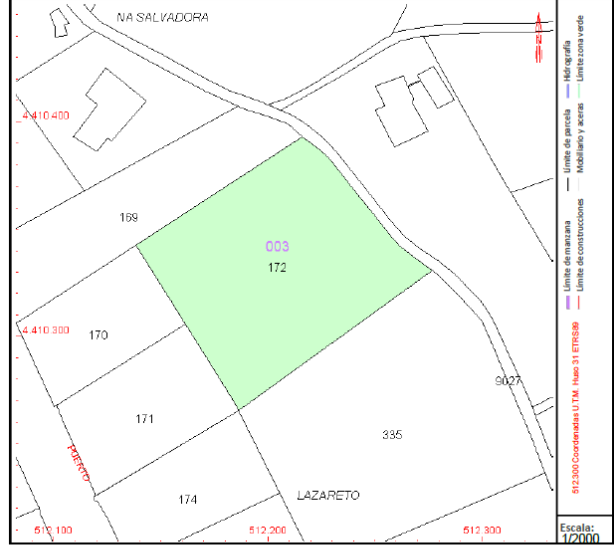 NA SALVADORA
4.410.400
169
003
172
4.410.300
170
9027
171
335
PUERTO
174
LAZARETO
512.100
512.200
512.300
Límite de manzana
Límite de parcela
Hidrografía
512.300 Coordenadas U.T.M. Huso 31 ETRS89
Límite de construcciones
Mobiliario y aceras
Límite zona verde
Escala:
1/2000